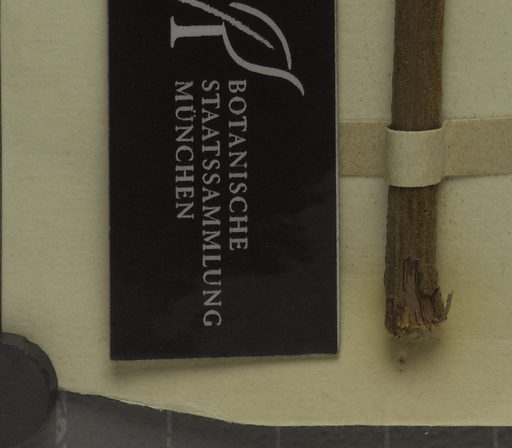 BOTANISCHE
STAATSSAMMLUNG
MÜNCHEN